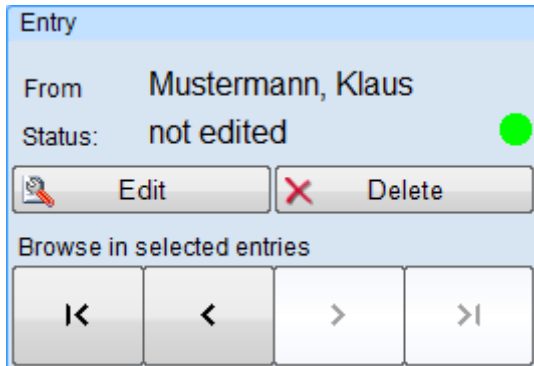 Entry
From Mustermann, Klaus
Status: not edited
Edit Delete
Browse in selected entries